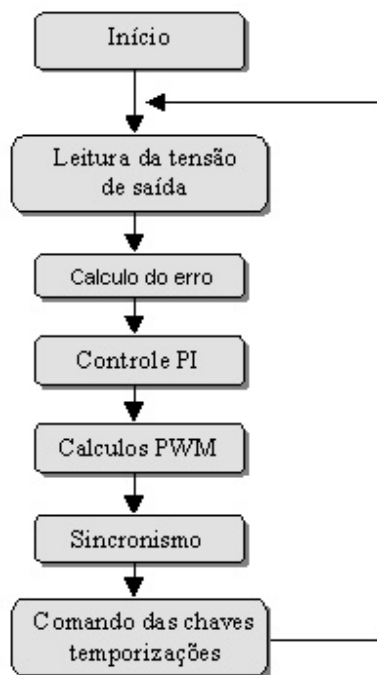 Início
Leitura da tensão
de saída
Calculo do erro
Controle PI
Calculos PWM
Sincronismo
Comando das chaves
temporizações